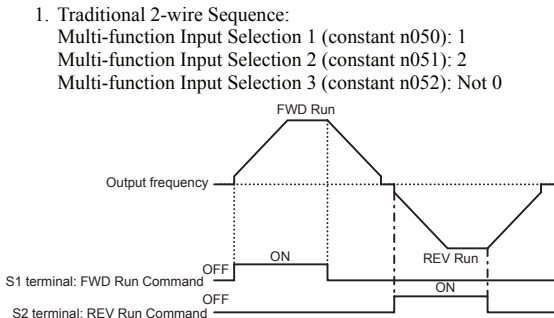 1. Traditional 2-wire Sequence:
Multi-function Input Selection 1 (constant n050): 1
Multi-function Input Selection 2 (constant n051): 2
Multi-function Input Selection 3 (constant n052): Not 0
FWD Run
Output frequency
REV Run
OFF
ON
S1 terminal: FWD Run Command
OFF
ON
S2 terminal: REV Run Command